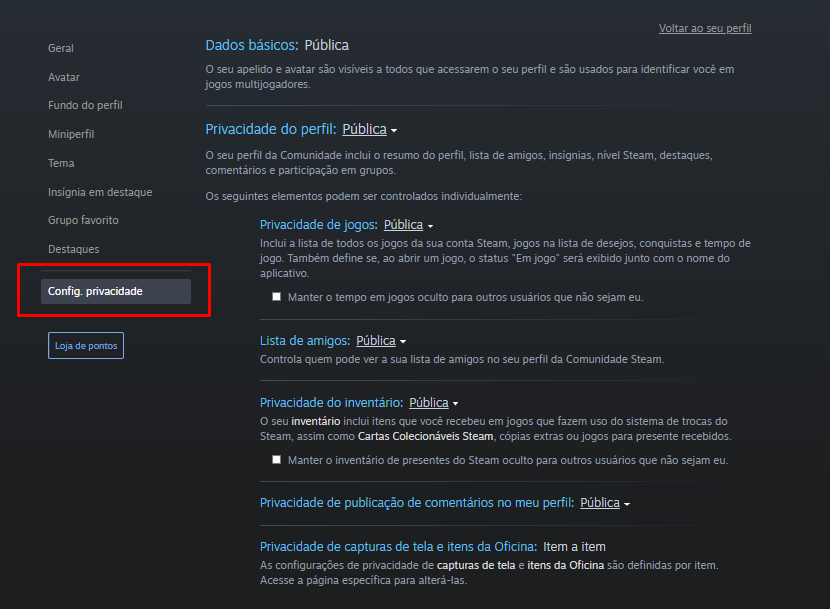 Voltar ao seu perfil
Geral
Avatar
Fundo do perfil
Miniperfil
Tema
Insígnia em destaque
Grupo favorito
Destaques
Config. privacidade
Loja de pontos
Dados básicos: Pública
O seu apelido e avatar são visíveis a todos que acessarem o seu perfil e são usados para identificar você em
jogos multijogadores.
Privacidade do perfil: Pública
O seu perfil da Comunidade inclui o resumo do perfil, lista de amigos, insígnias, nível Steam, destaques,
comentários e participação em grupos.
Os seguintes elementos podem ser controlados individualmente:
Privacidade de jogos: Pública
Inclui a lista de todos os jogos da sua conta Steam, jogos na lista de desejos, conquistas e tempo de
jogo. Também define se, ao abrir um jogo, o status "Em jogo" será exibido junto com o nome do
aplicativo.
Manter o tempo em jogos oculto para outros usuários que não sejam eu.
Lista de amigos: Pública
Controla quem pode ver a sua lista de amigos no seu perfil da Comunidade Steam.
Privacidade do inventário: Pública
O seu inventário inclui itens que você recebeu em jogos que fazem uso do sistema de trocas do
Steam, assim como Cartas Colecionáveis Steam, cópias extras ou jogos para presente recebidos.
Manter o inventário de presentes do Steam oculto para outros usuários que não sejam eu.
Privacidade de publicação de comentários no meu perfil: Pública
Privacidade de capturas de tela e itens da Oficina: Item a item
As configurações de privacidade de capturas de tela e itens da Oficina são definidas por item.
Acesse a página específica para alterá-las.